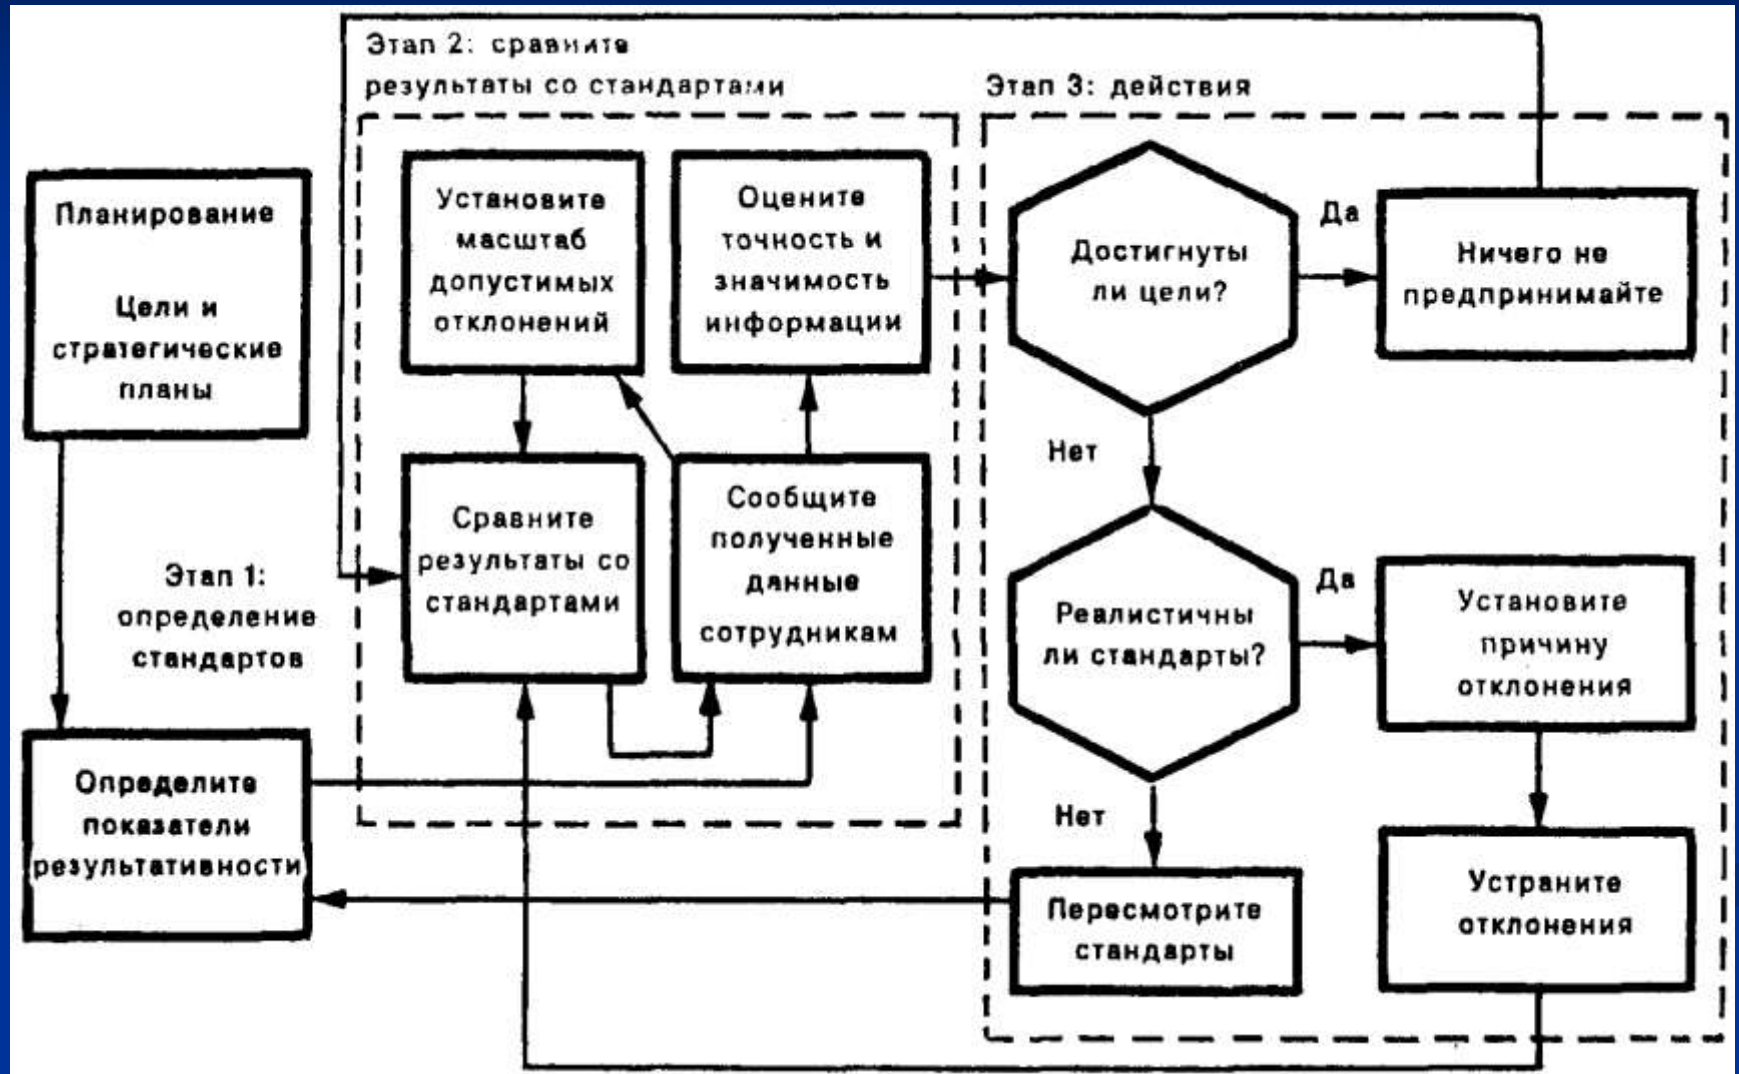 Этап 2: сравните
результаты со стандартами
Этап 3: действия
Планирование
Цели и
стратегические
планы
Этап 1:
определение
стандартов
Определите
показатели
результативности
Установите
масштаб
допустимых
отклонений
Оцените
точность и
значимость
информации
Сравните
результаты со
стандартами
Сообщите
полученные
данные
сотрудникам
Достигнуты
ли цели?
Да
Ничего не
предпринимайте
Нет
Реалистичны
ли стандарты?
Да
Установите
причину
отклонения
Нет
Пересмотрите
стандарты
Устраните
отклонения